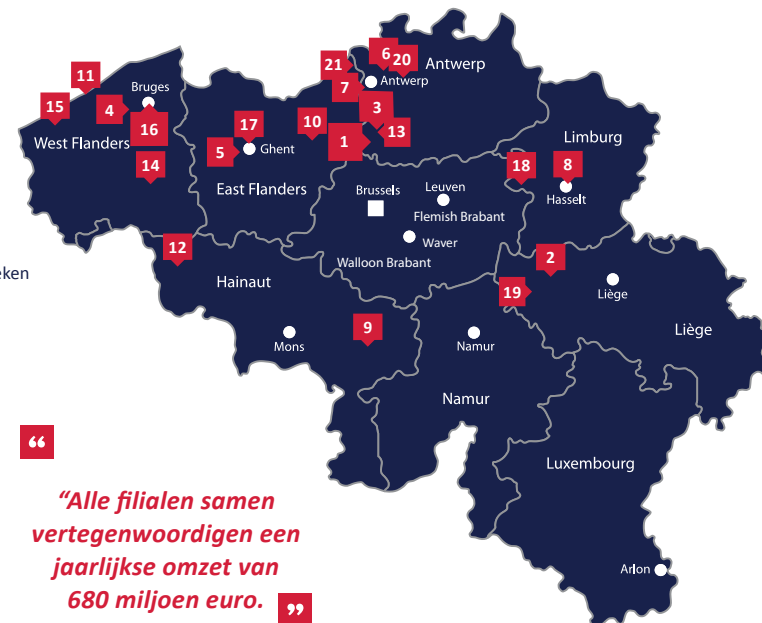 6
20
21
Antwerp
11
Bruges
Antwerp
7
15
4
3
16
17
10
13
Limburg
West Flanders
1
5
Ghent
14
18
8
East Flanders
Brussels
Leuven
Hasselt
Flemish Brabant
Waver
12
Walloon Brabant
2
eken
Hainaut
19
Liège
9
Liège
Mons
Namur
Namur
Luxembourg
Arlon
“
“Alle filialen samen
vertegenwoordigen een
jaarlijkse omzet van
680 miljoen euro.
”